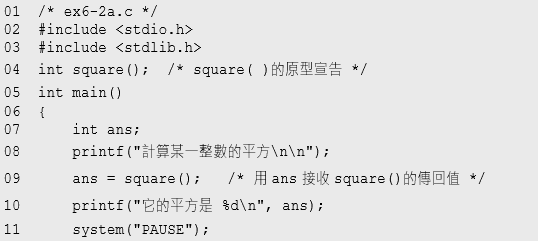 01 /* ex6-2a.c */
02 #include <stdio.h>
03 #include <stdlib.h>
04 int square(); /* square( )的原型宣告 */
05 int main()
06 {
07     int ans;
08     printf("計算某一整數的平方\n\n");
09     ans = square(); /* 用 ans 接收 square()的傳回值 */
10     printf("它的平方是 %d\n", ans);
11     system("PAUSE");